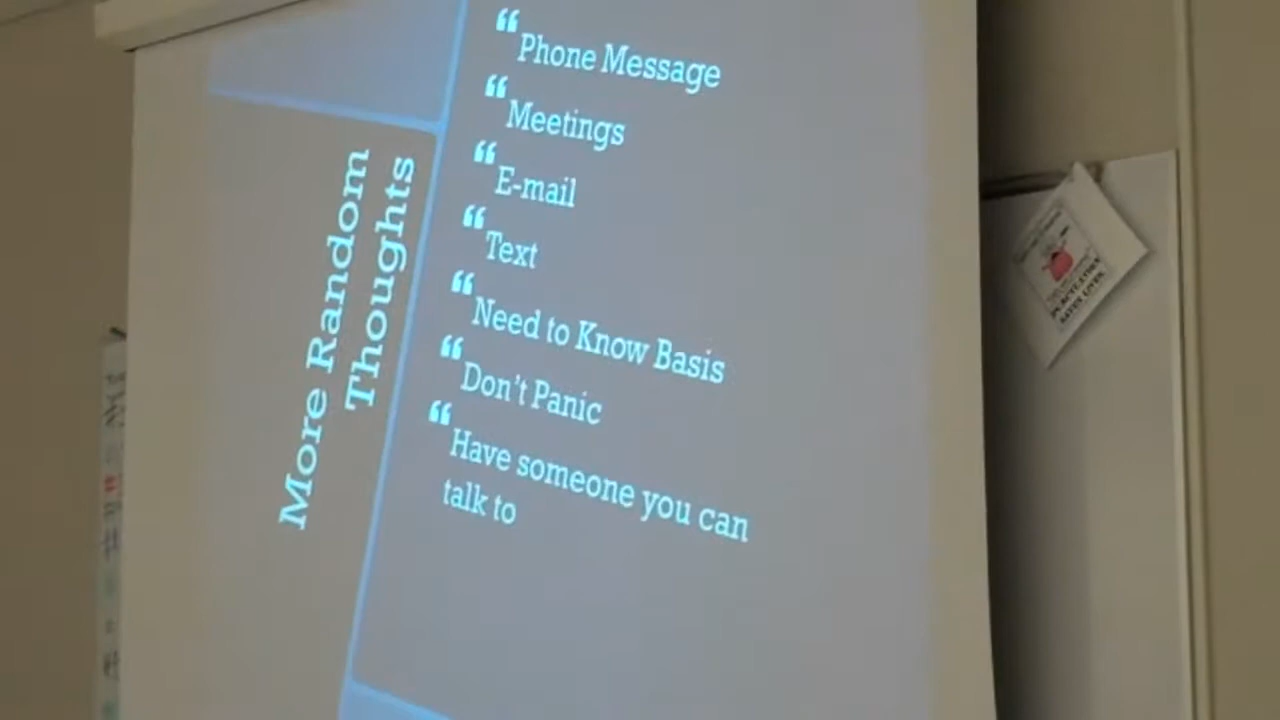 More Random
Thoughts
“Phone Message
“Meetings
“E-mail
“Text
“Need to Know Basis
“Don't Panic
“Have someone you can
talk to